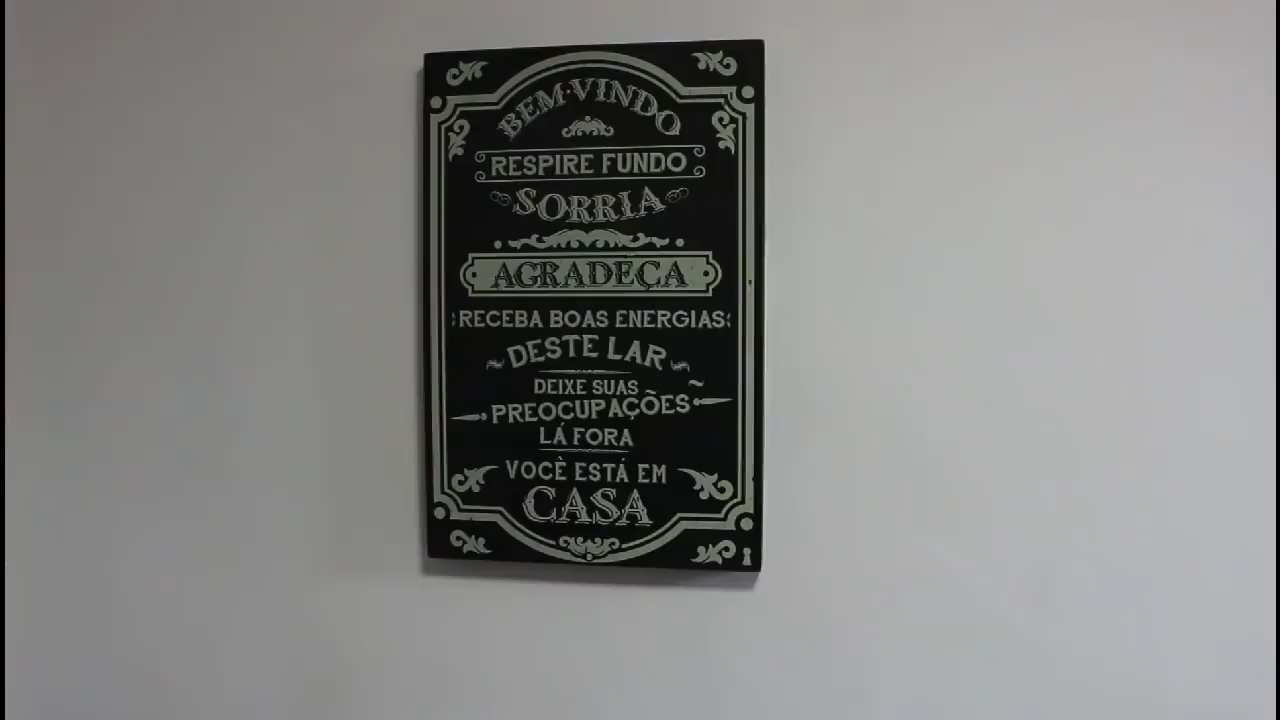 BEM·VINDO
RESPIRE FUNDO
SORRIA
AGRADEÇA
RECEBA BOAS ENERGIAS
DESTE LAR
DEIXE SUAS
PREOCUPAÇÕES
LÁ FORA
VOCÊ ESTÁ EM
CASA